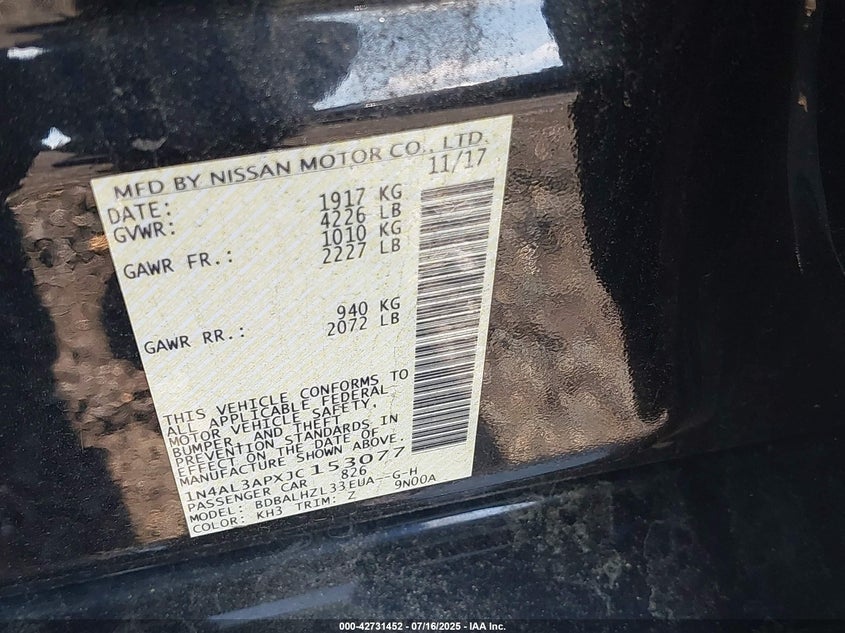 MFD BY NISSAN MOTOR CO., LTD.
DATE: 11/17
GVWR: 1917 KG
4226 LB
GAWR FR.: 1010 KG
2227 LB
GAWR RR.: 940 KG
2072 LB
THIS VEHICLE CONFORMS TO
ALL APPLICABLE FEDERAL
MOTOR VEHICLE SAFETY,
BUMPER, AND THEFT
PREVENTION STANDARDS IN
EFFECT ON THE DATE OF
MANUFACTURE SHOWN ABOVE.
1N4AL3APXJC153077
PASSENGER CAR 826
MODEL: BDBALHZL33EUA--G-H
COLOR: KH3 TRIM: Z 9N00A
000-42731452 - 07/16/2025 - IAA Inc.